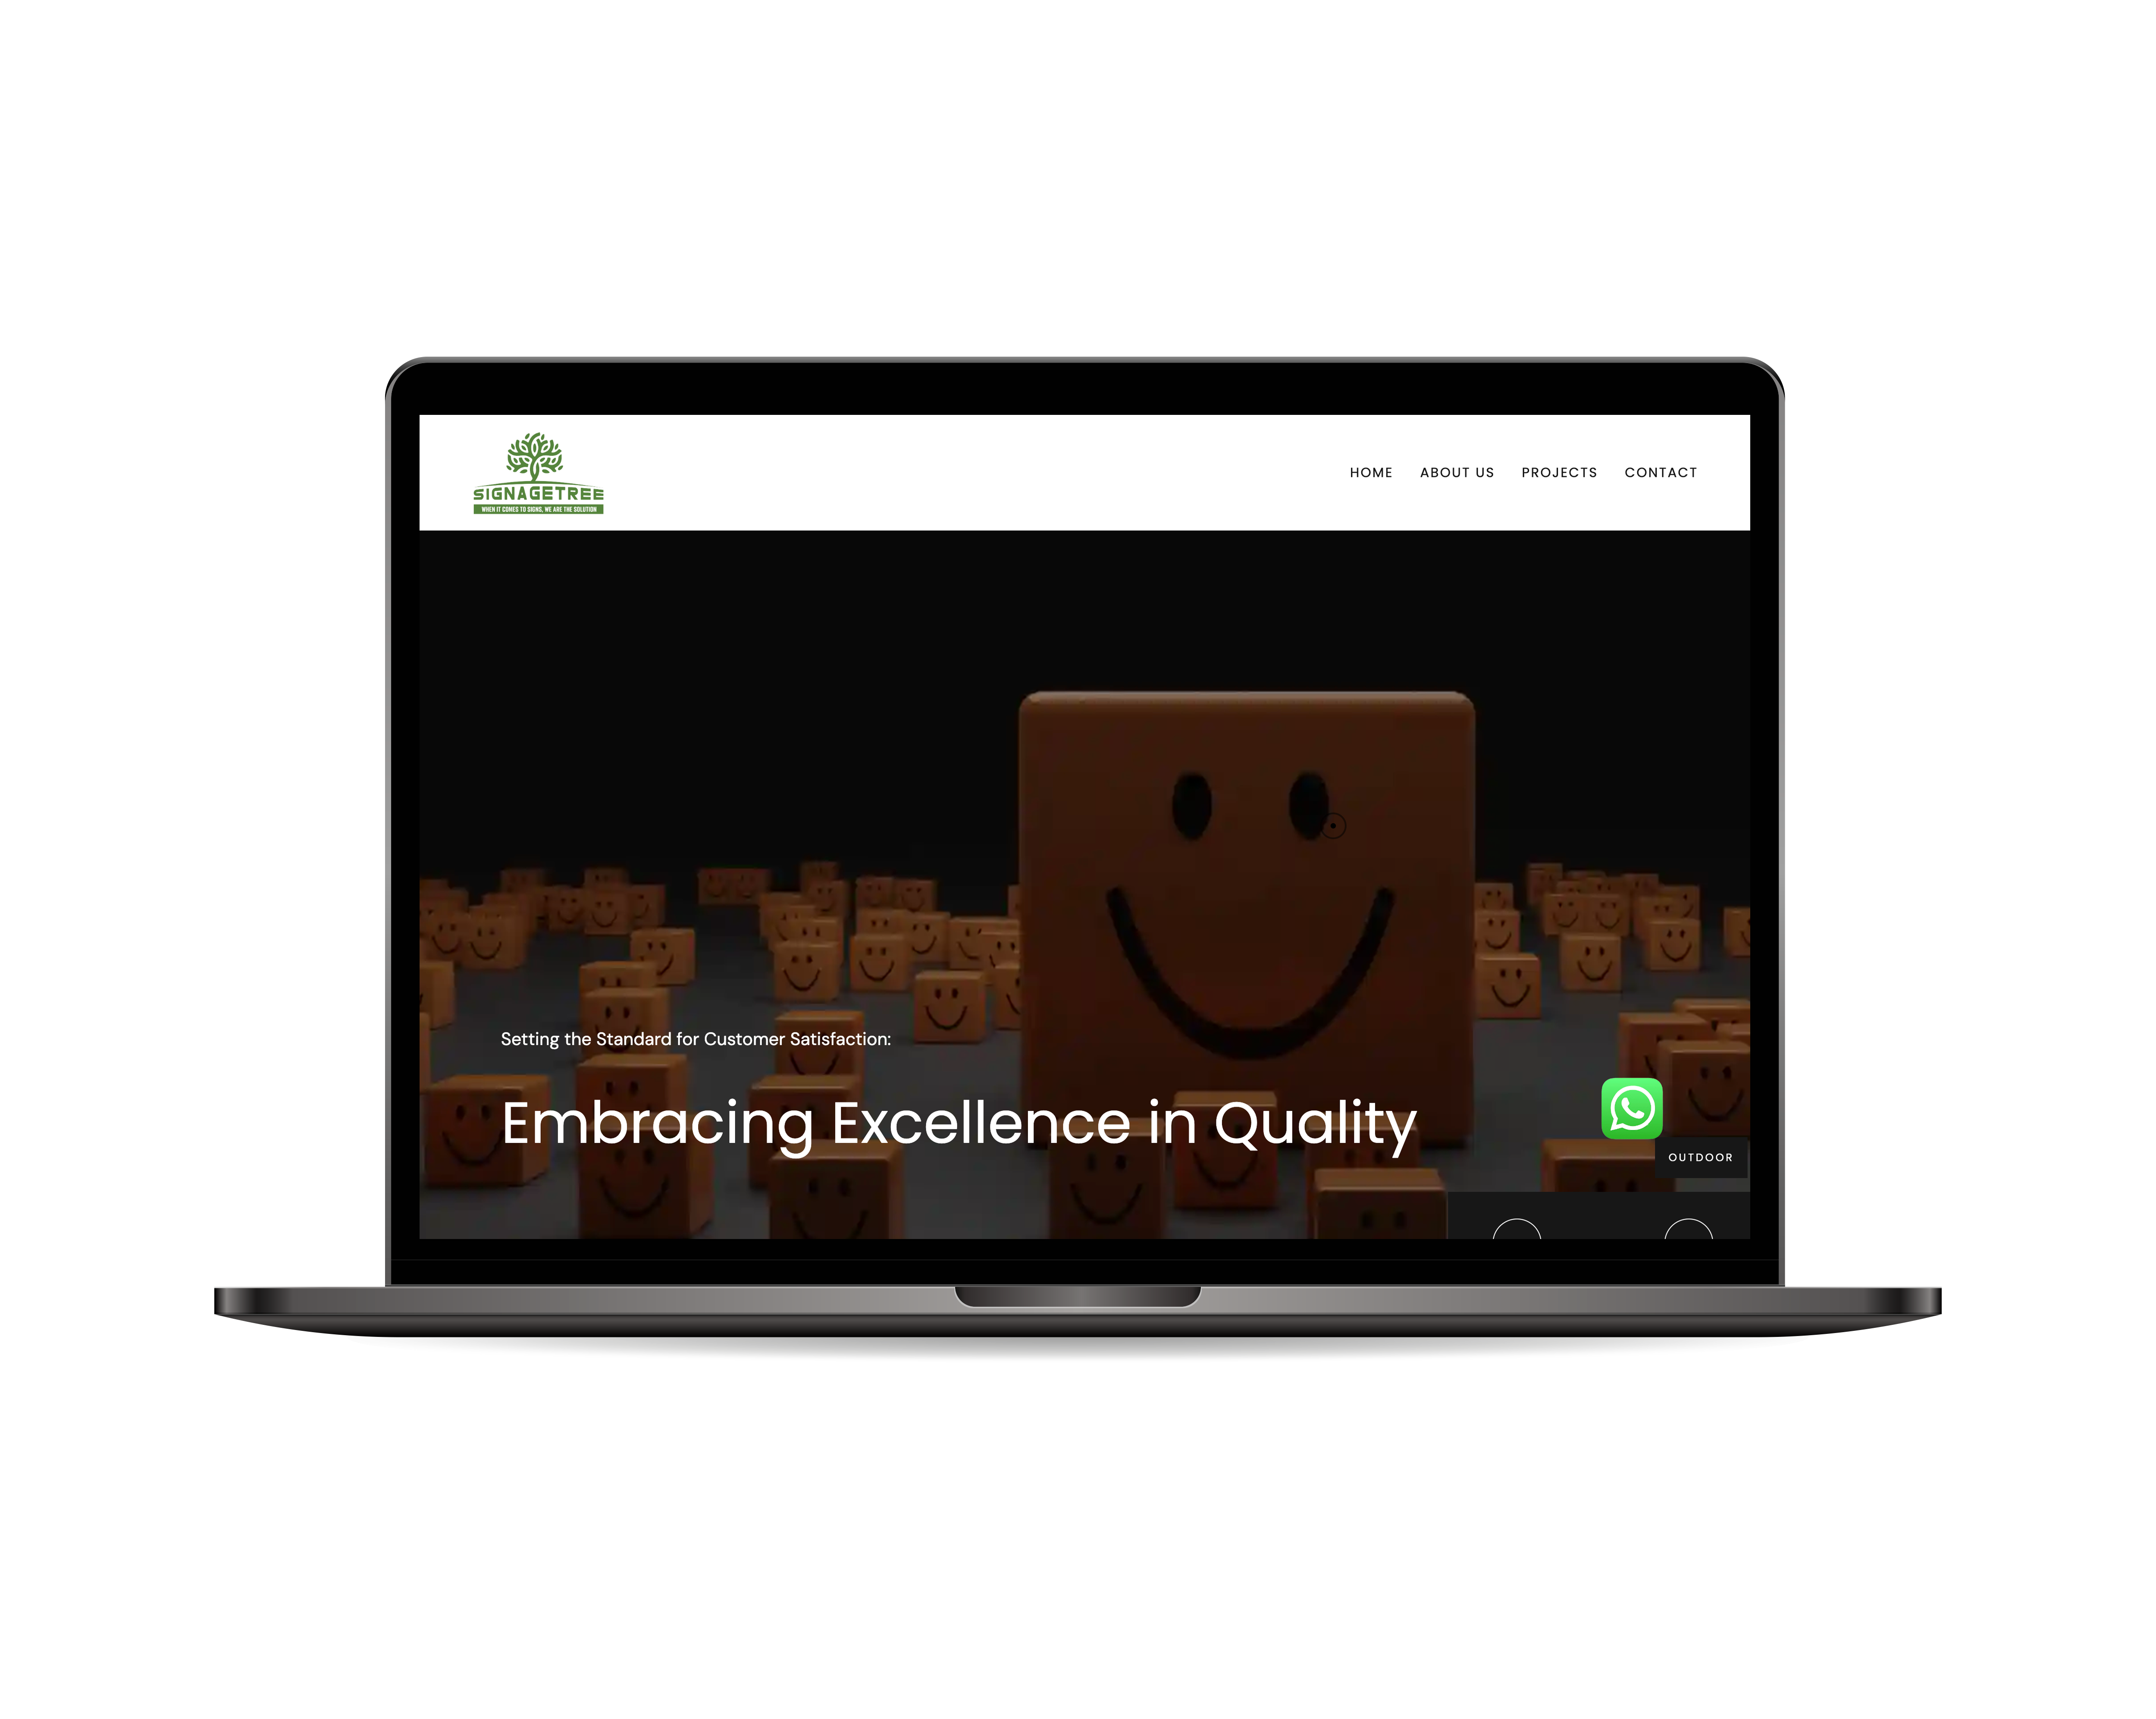 SIGNAGETREE
WHEN IT COMES TO SIGNS, WE ARE THE SOLUTION
HOME ABOUT US PROJECTS CONTACT
Setting the Standard for Customer Satisfaction:
Embracing Excellence in Quality
OUTDOOR